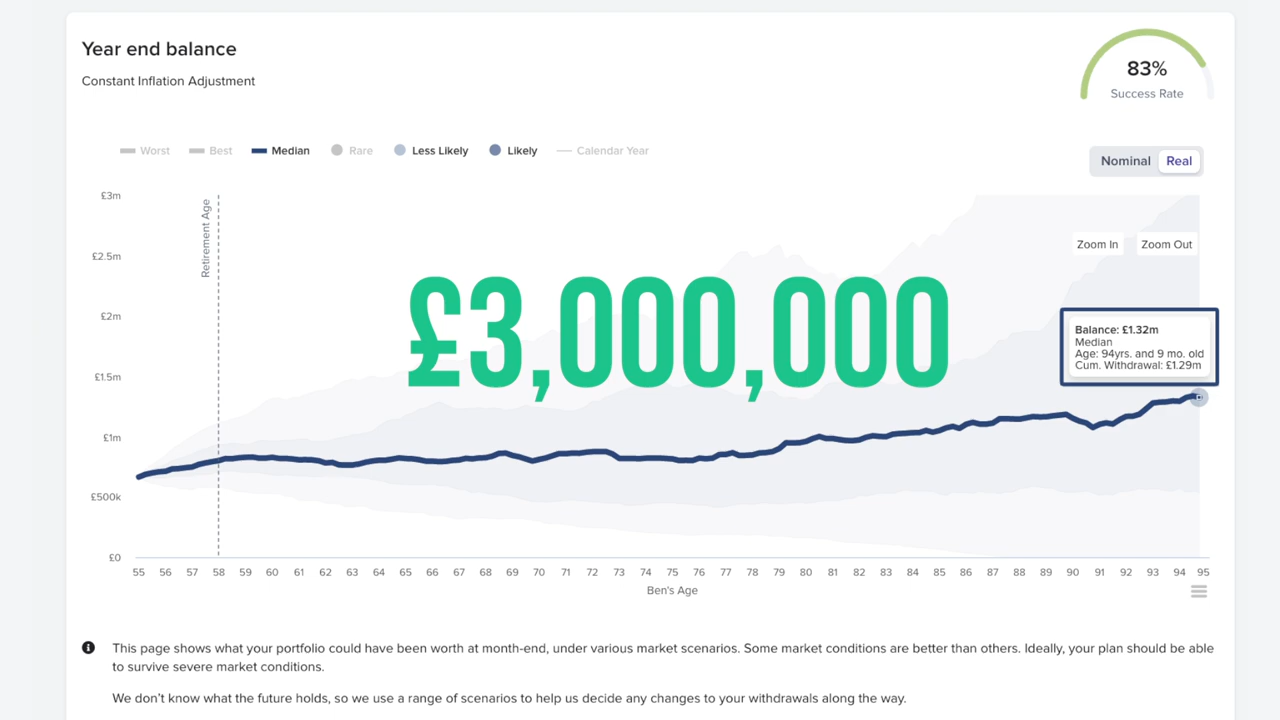 Year end balance
Constant Inflation Adjustment
83%
Success Rate
Worst Best Median Rare Less Likely Likely Calendar Year
Nominal Real
£3m
£2.5m
£2m
£1.5m
£1m
£500k
£0
Retirement Age
Zoom In Zoom Out
£3,000,000
Balance: £1.32m
Median
Age: 94yrs. and 9 mo. old
Cum. Withdrawal: £1.29m
55 56 57 58 59 60 61 62 63 64 65 66 67 68 69 70 71 72 73 74 75 76 77 78 79 80 81 82 83 84 85 86 87 88 89 90 91 92 93 94 95
Ben's Age
This page shows what your portfolio could have been worth at month-end, under various market scenarios. Some market conditions are better than others. Ideally, your plan should be able
to survive severe market conditions.
We don't know what the future holds, so we use a range of scenarios to help us decide any changes to your withdrawals along the way.